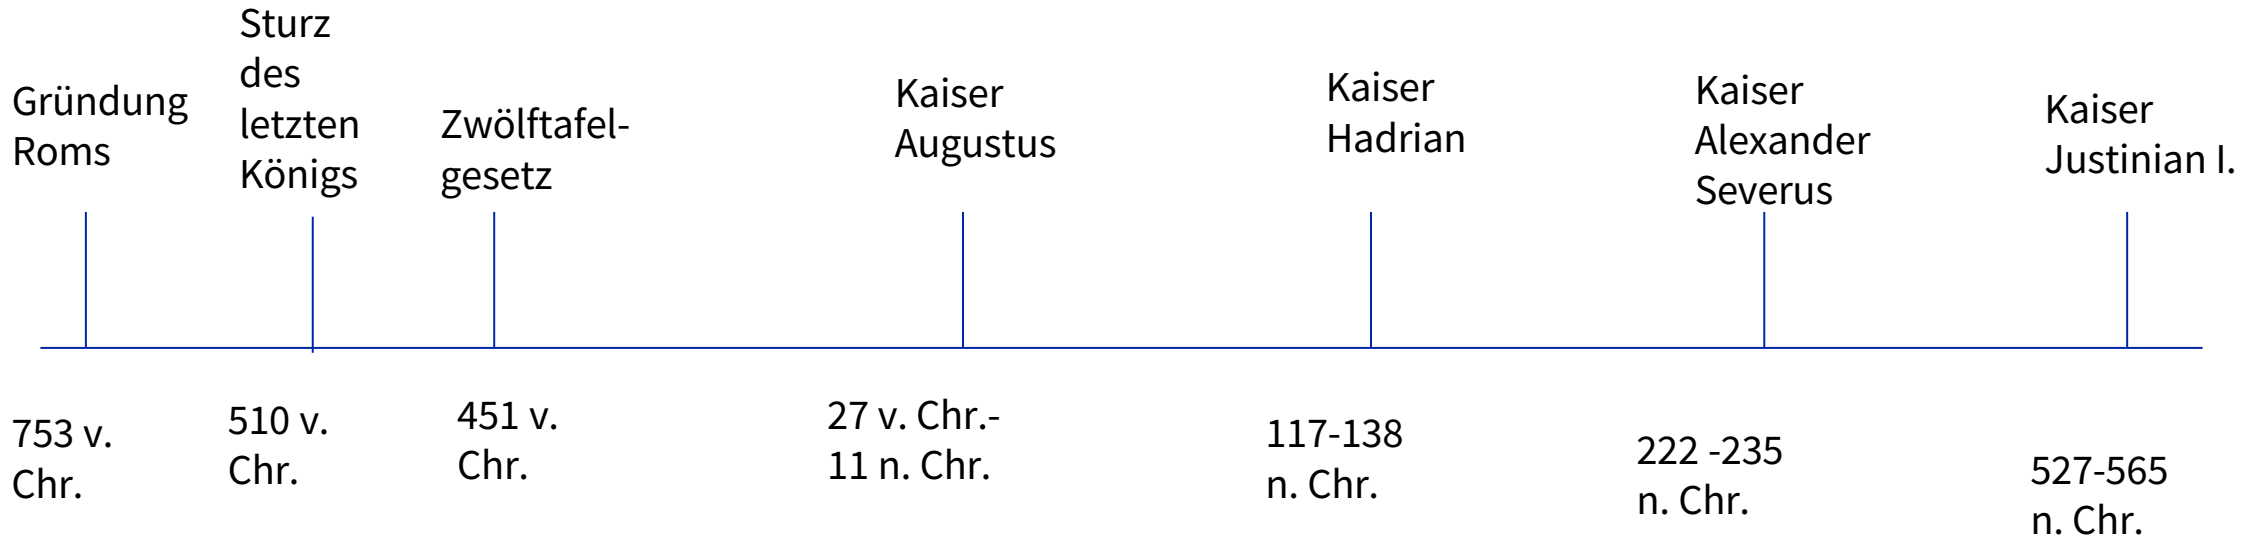 Gründung
Roms
Sturz
des
letzten
Königs
Zwölftafel-
gesetz
Kaiser
Augustus
Kaiser
Hadrian
Kaiser
Alexander
Severus
Kaiser
Justinian I.
753 v.
Chr.
510 v.
Chr.
451 v.
Chr.
27 v. Chr.-
11 n. Chr.
117-138
n. Chr.
222 -235
n. Chr.
527-565
n. Chr.